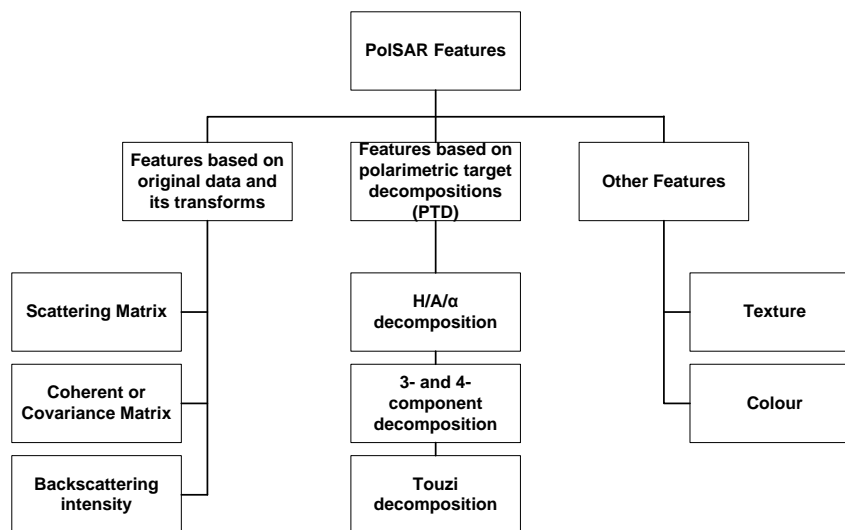 PolSAR Features
Features based on
original data and
its transforms
Features based on
polarimetric target
decompositions
(PTD)
Other Features
Scattering Matrix
Coherent or
Covariance Matrix
Backscattering
intensity
H/A/α
decomposition
3- and 4-
component
decomposition
Touzi
decomposition
Texture
Colour